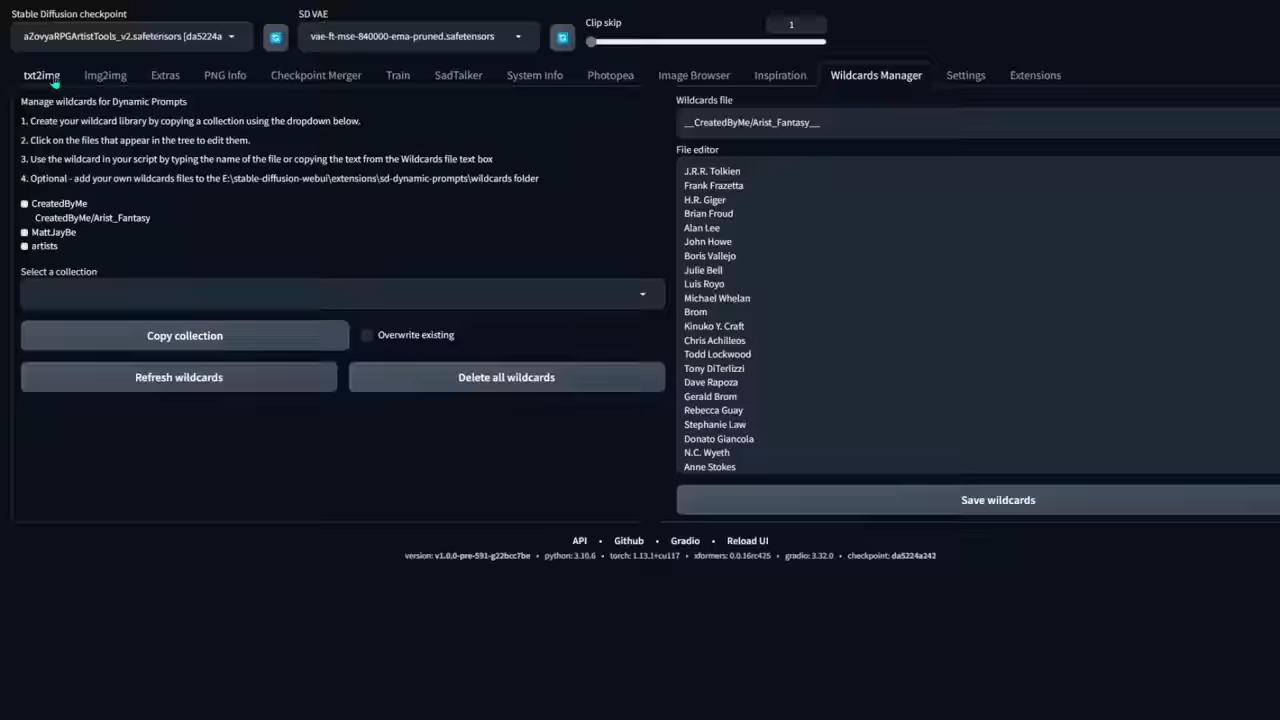 Stable Diffusion checkpoint
aZovyaRPGArtistTools_v2.safetensors [da5224a
SD VAE
vae-ft-mse-840000-ema-pruned.safetensors
Clip skip
1
txt2img
Img2img
Extras
PNG Info
Checkpoint Merger
Train
SadTalker
System Info
Photopea
Image Browser
Inspiration
Wildcards Manager
Settings
Extensions
Manage wildcards for Dynamic Prompts
1. Create your wildcard library by copying a collection using the dropdown below.
2. Click on the files that appear in the tree to edit them.
3. Use the wildcard in your script by typing the name of the file or copying the text from the Wildcards file text box
4. Optional - add your own wildcards files to the E:\stable-diffusion-webui\extensions\sd-dynamic-prompts\wildcards folder
CreatedByMe
CreatedByMe/Arist_Fantasy
MattJayBe
artists
Select a collection
Copy collection
Overwrite existing
Refresh wildcards
Delete all wildcards
Wildcards file
__CreatedByMe/Arist_Fantasy__
File editor
J.R.R. Tolkien
Frank Frazetta
H.R. Giger
Brian Froud
Alan Lee
John Howe
Boris Vallejo
Julie Bell
Luis Royo
Michael Whelan
Brom
Kinuko Y. Craft
Chris Achilleos
Todd Lockwood
Tony DiTerlizzi
Dave Rapoza
Gerald Brom
Rebecca Guay
Stephanie Law
Donato Giancola
N.C. Wyeth
Anne Stokes
Save wildcards
API • Github • Gradio • Reload UI
version: v1.0.0-pre-591-g22bcc7be • python: 3.10.6 • torch: 1.13.1+cu117 • xformers: 0.0.16rc425 • gradio: 3.32.0 • checkpoint: da5224a242